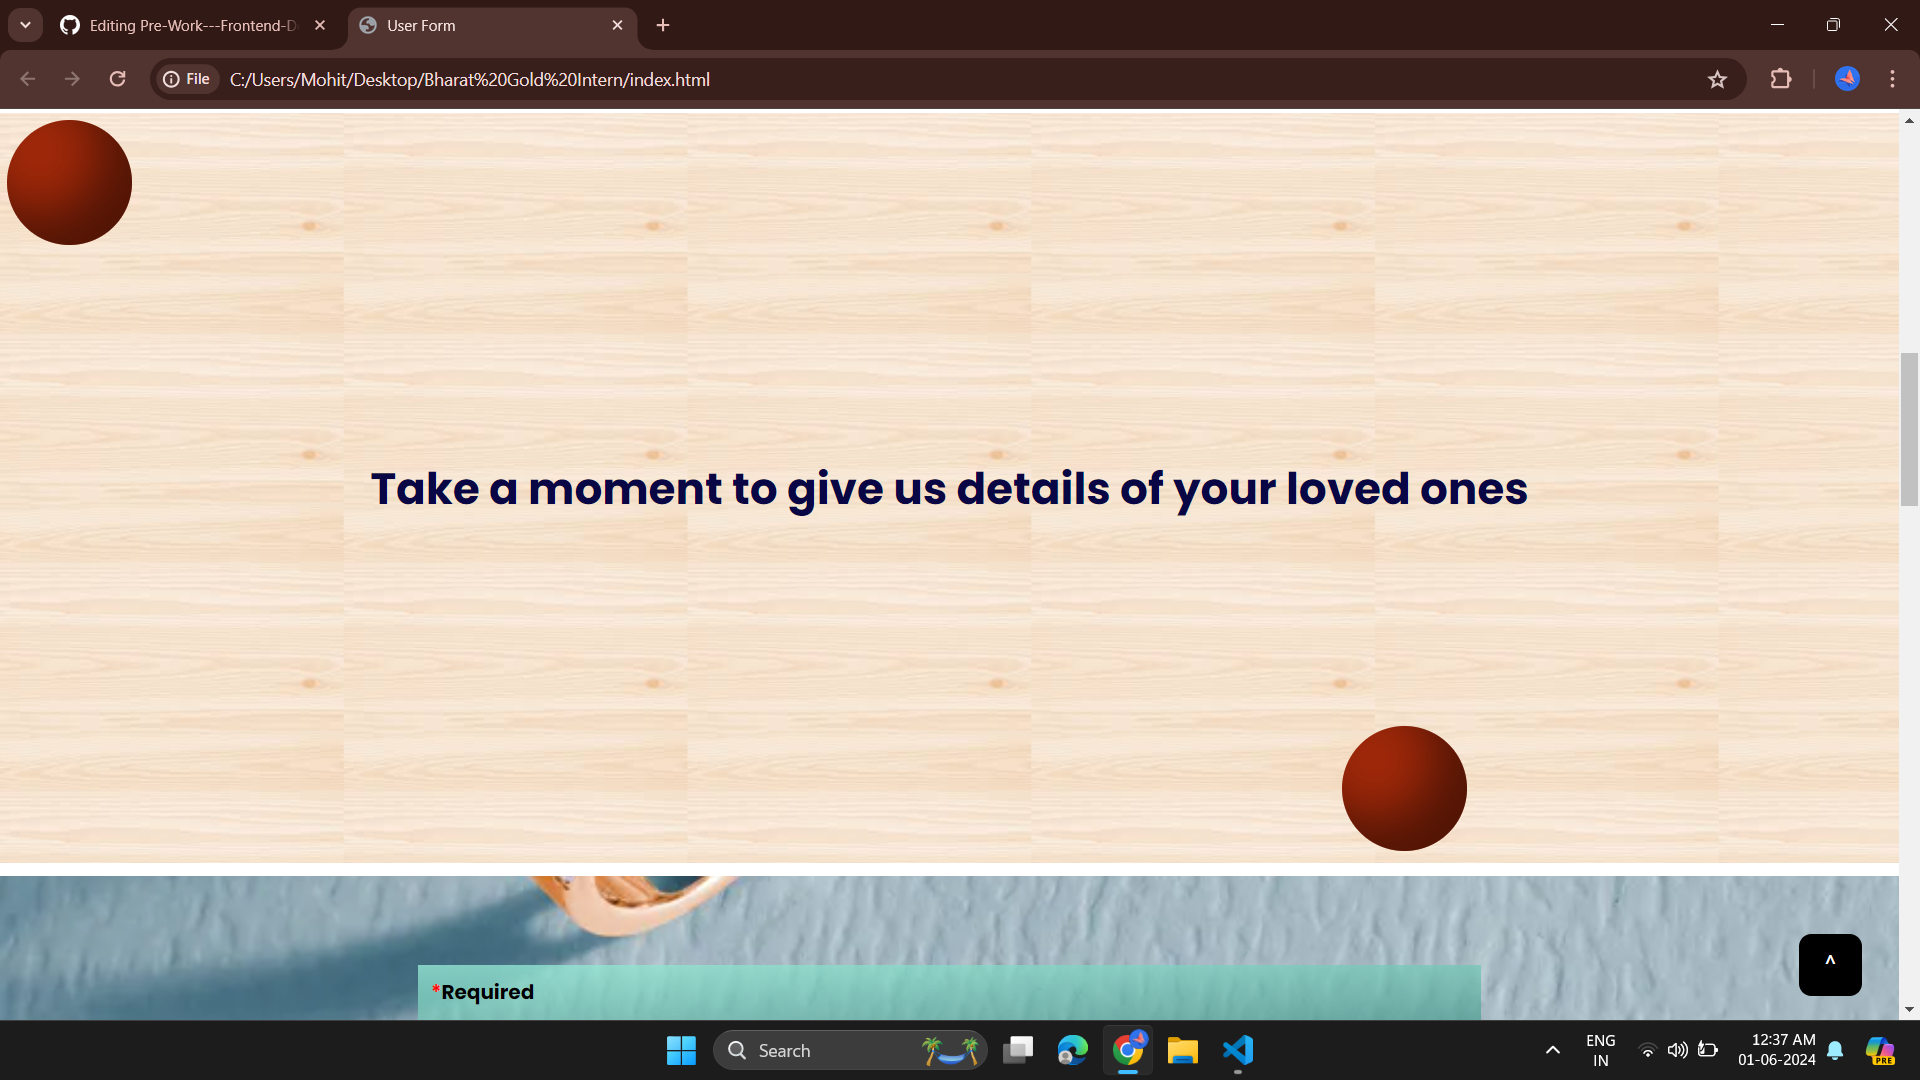 Editing Pre-Work---Frontend-D
User Form
File
C:/Users/Mohit/Desktop/Bharat%20Gold%20Intern/index.html
Take a moment to give us details of your loved ones
^
*Required
Search
ENG
IN
12:37 AM
01-06-2024
PRE